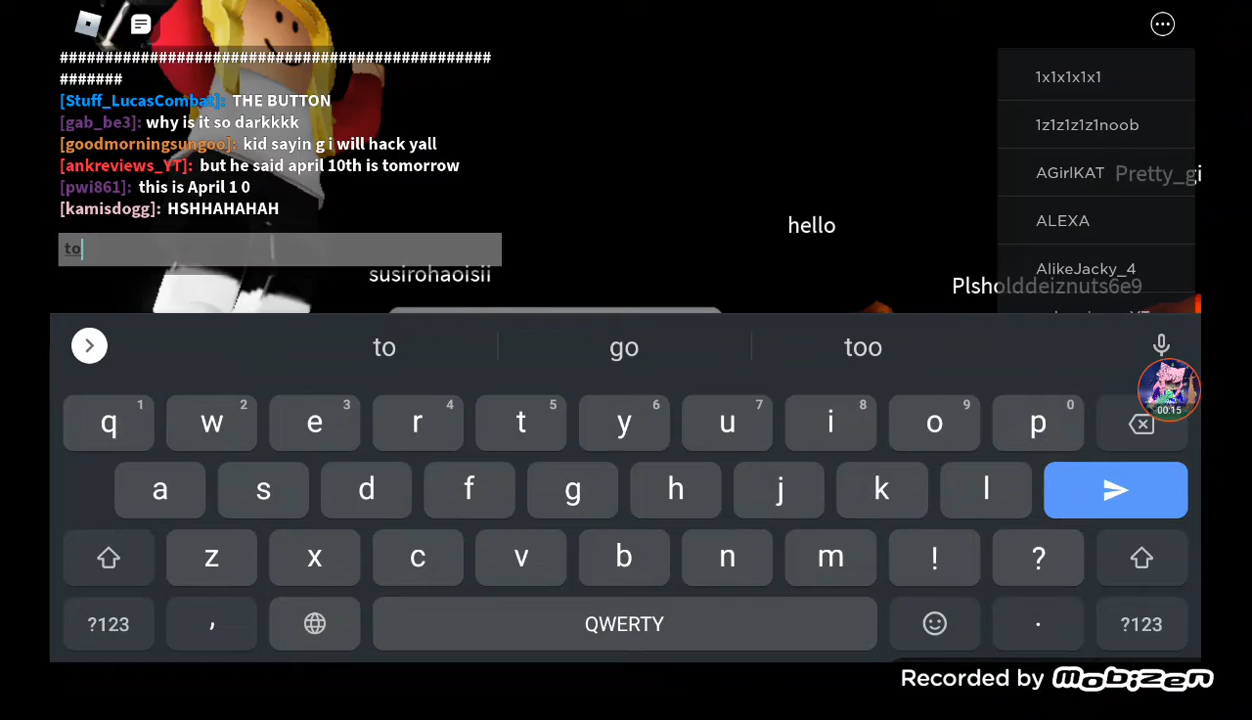 ################################################
#######
[Stuff_LucasCombat]: THE BUTTON
[gab_be3]: why is it so darkkkk
[goodmorningsungoo]: kid sayin g i will hack yall
[ankreviews_YT]: but he said april 10th is tomorrow
[pwi861]: this is April 1 0
[kamisdogg]: HSHHAHAHAH
to
1x1x1x1x1
1z1z1z1z1noob
AGirlKAT
Pretty_gi
ALEXA
hello
AlikeJacky_4
susirohaoisii
Plsholddeiznuts6e9
to go too
00:15
q 1 w 2 e 3 r 4 t 5 y 6 u 7 i 8 o 9 p 0
a s d f g h j k l
z x c v b n m ! ?
?123 , QWERTY . ?123
Recorded by mobizen